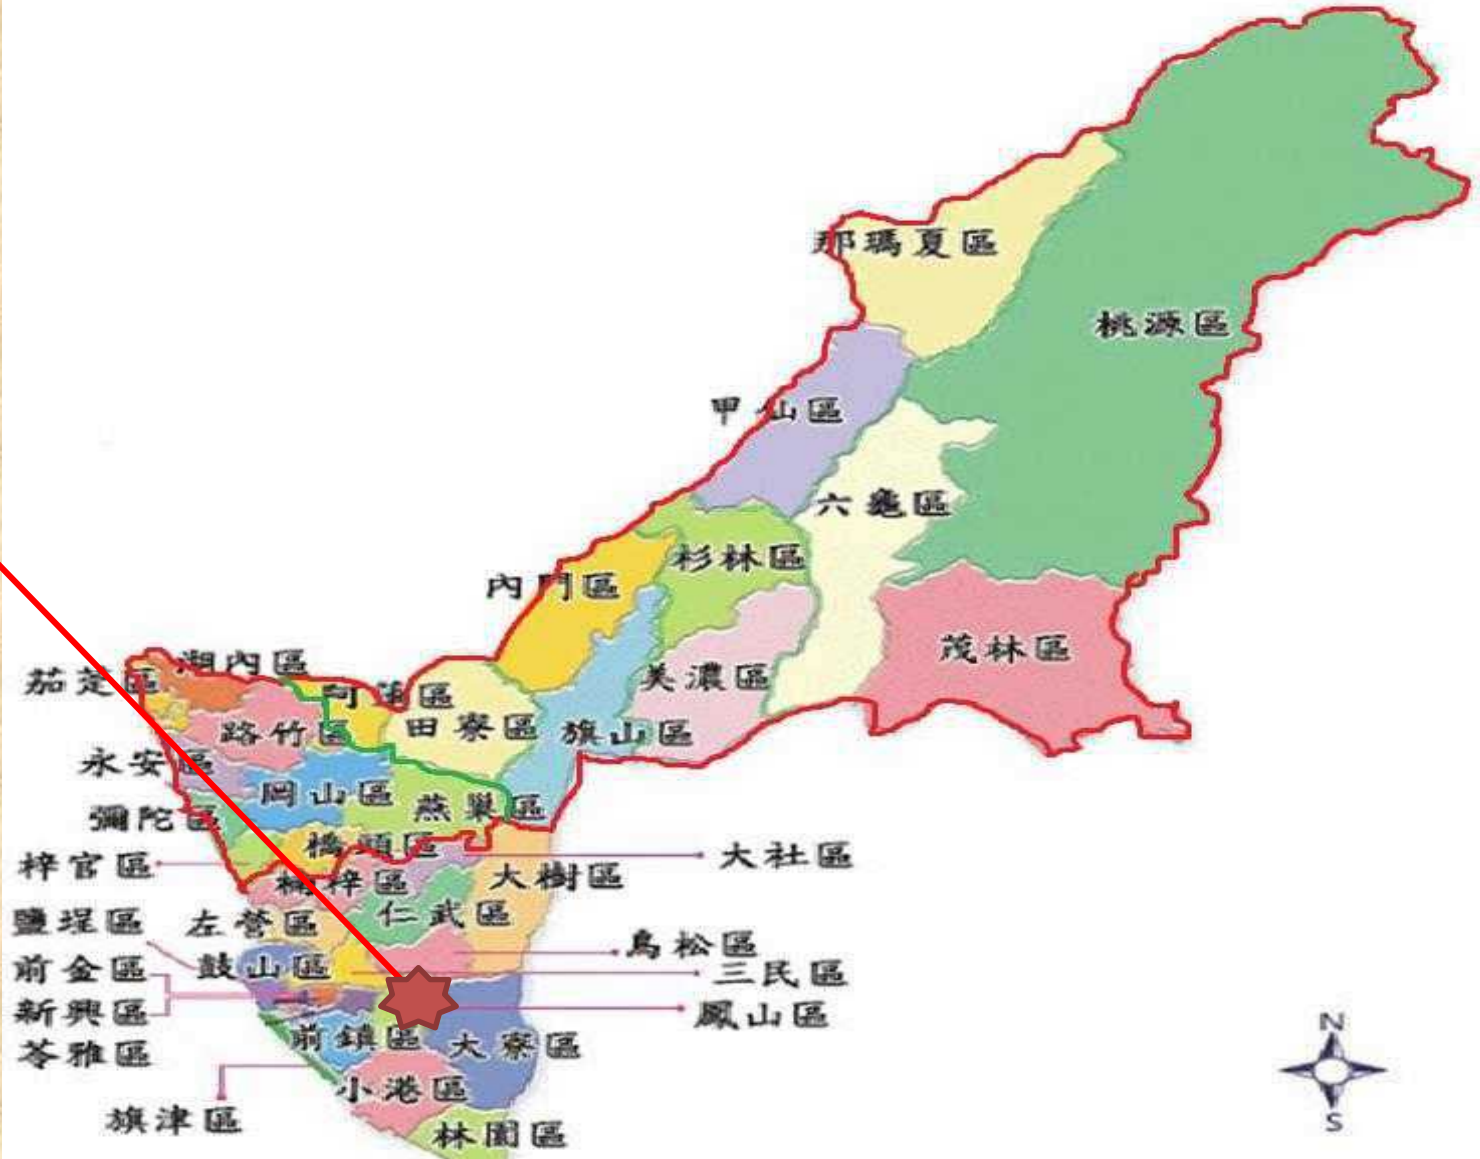 那瑪夏區
桃源區
甲仙區
六龜區
杉林區
內門區
茂林區
湖內區
茄萣區
美濃區
阿蓮區
路竹區
田寮區
旗山區
永安區
岡山區
燕巢區
彌陀區
橋頭區
大社區
梓官區
楠梓區
大樹區
仁武區
鹽埕區
左營區
鳥松區
前金區
鼓山區
三民區
新興區
鳳山區
苓雅區
前鎮區
大寮區
小港區
旗津區
林園區
N
S